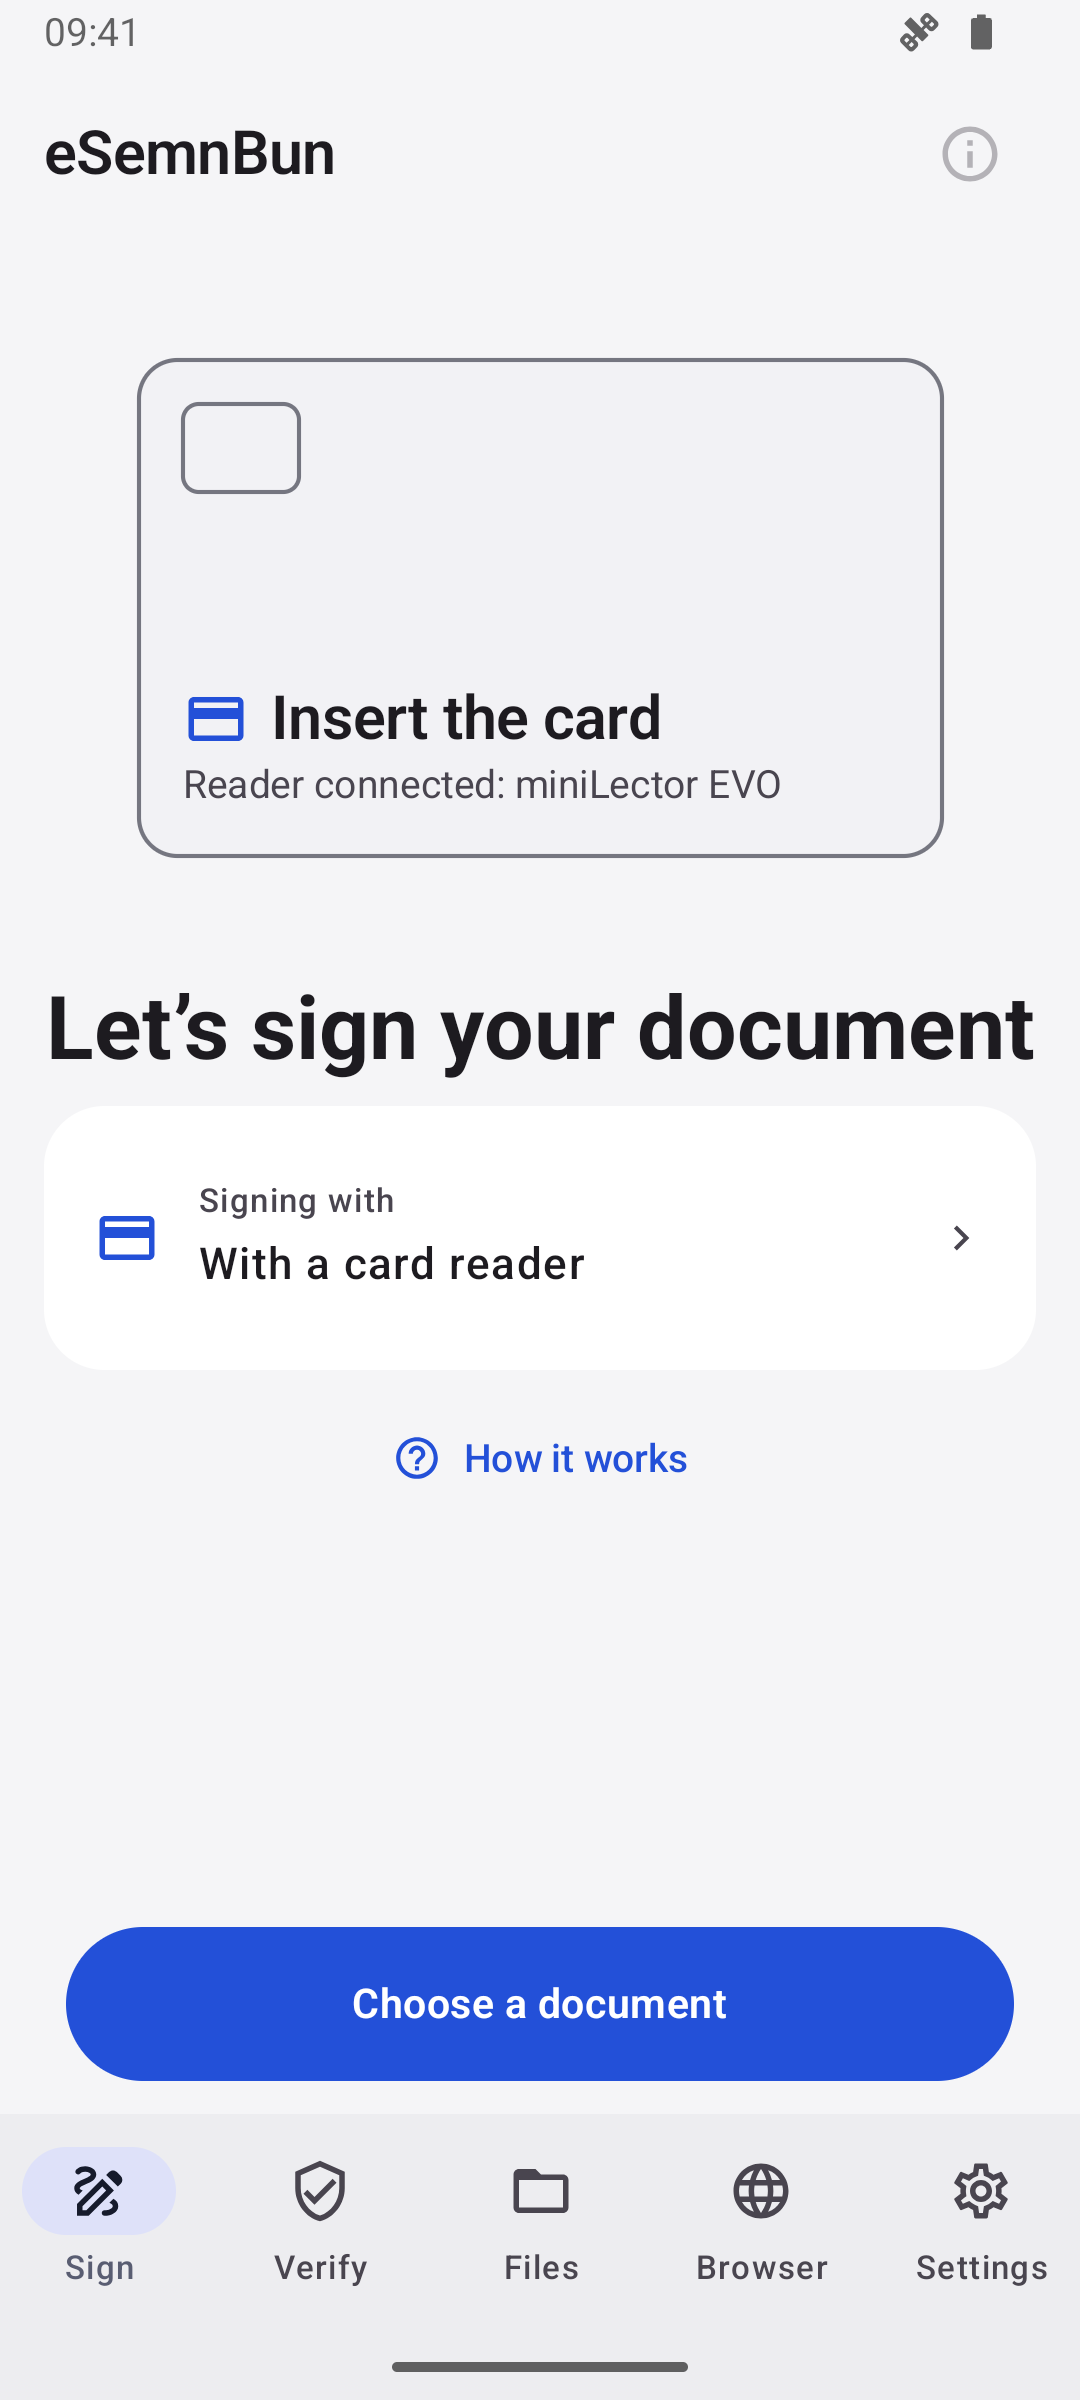 09:41
eSemnBun
Insert the card
Reader connected: miniLector EVO
Let’s sign your document
Signing with
With a card reader
How it works
Choose a document
Sign
Verify
Files
Browser
Settings